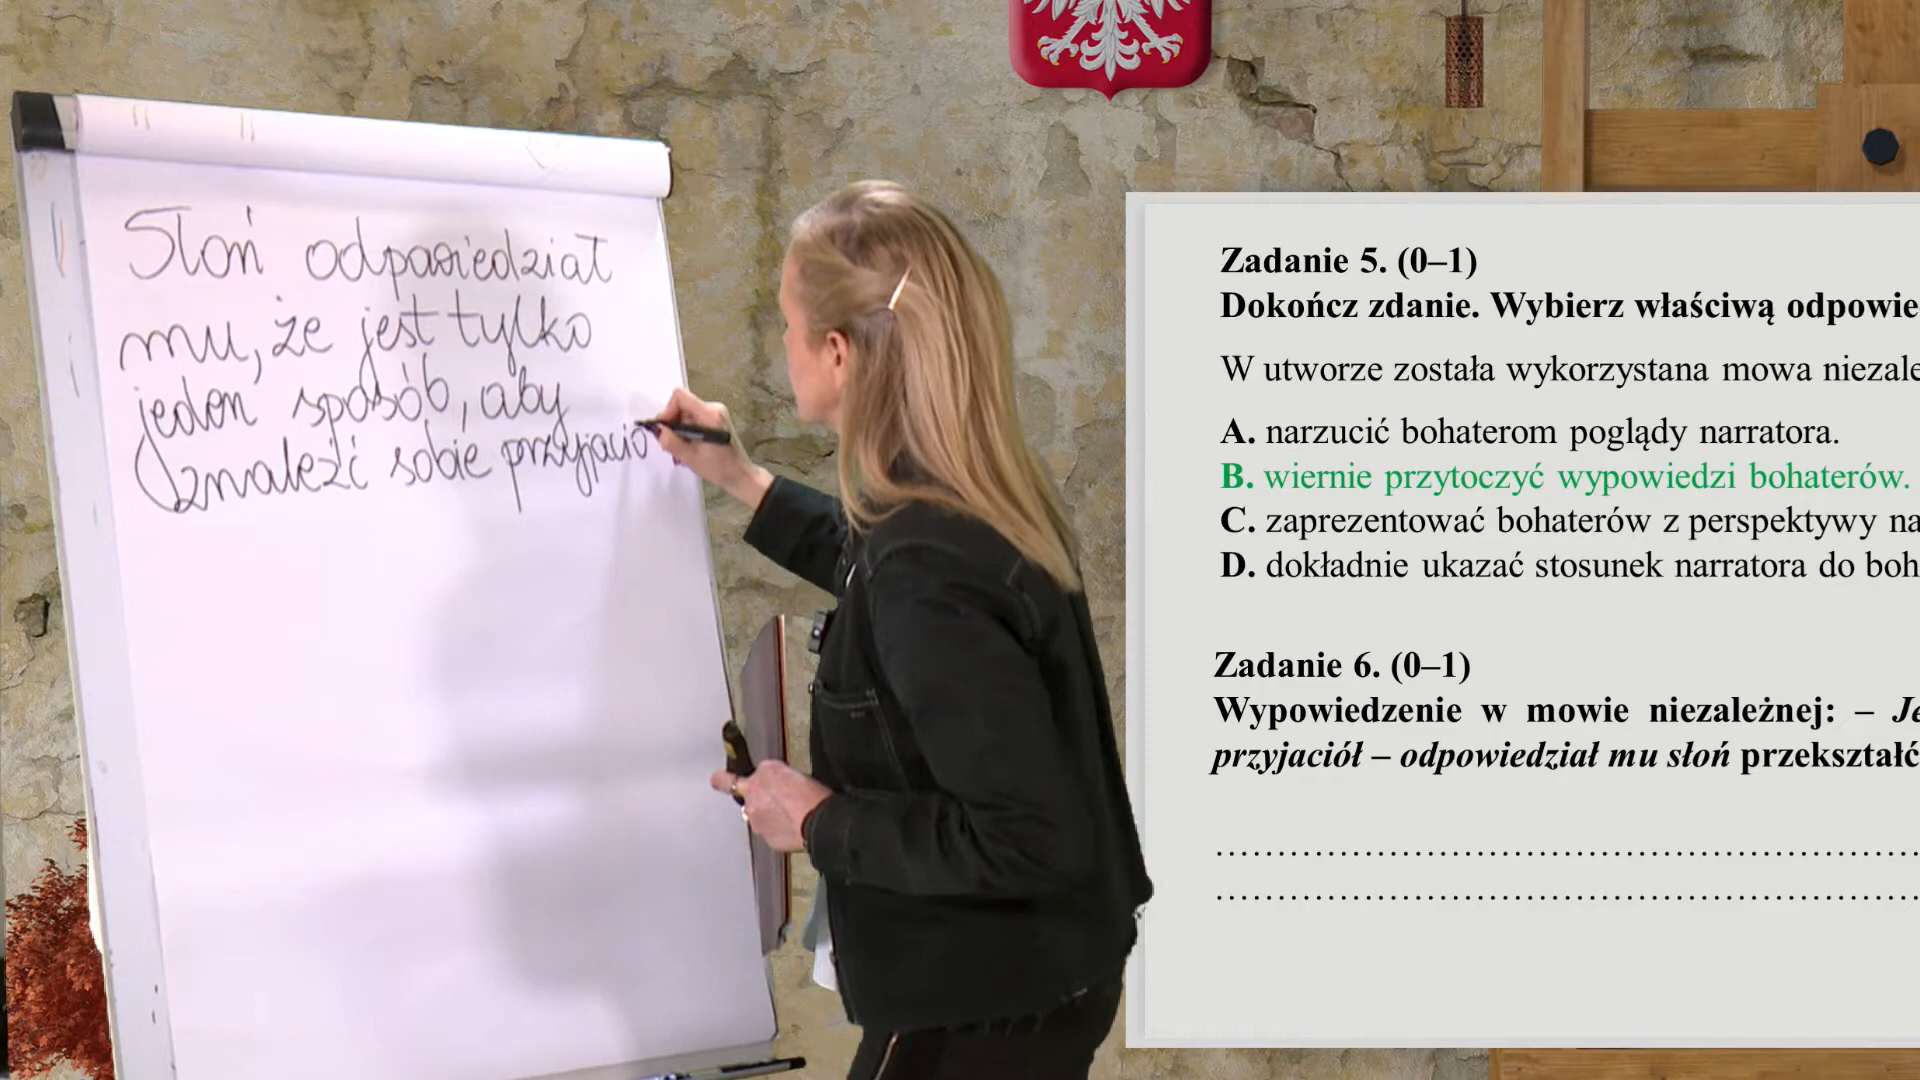 Słoń odpowiedział
mu, że jest tylko
jeden sposób, aby
znaleźć sobie przyjació
Zadanie 5. (0–1)
Dokończ zdanie. Wybierz właściwą odpowie
W utworze została wykorzystana mowa niezale
A. narzucić bohaterom poglądy narratora.
B. wiernie przytoczyć wypowiedzi bohaterów.
C. zaprezentować bohaterów z perspektywy na
D. dokładnie ukazać stosunek narratora do boh
Zadanie 6. (0–1)
Wypowiedzenie w mowie niezależnej: – Je
przyjaciół – odpowiedział mu słoń przekształć